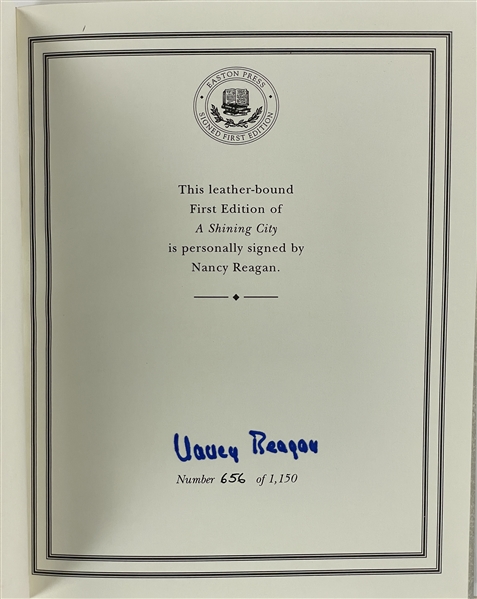 EASTON PRESS
SIGNED FIRST EDITION
This leather-bound
First Edition of
A Shining City
is personally signed by
Nancy Reagan.
Nancy Reagan
Number 656 of 1,150